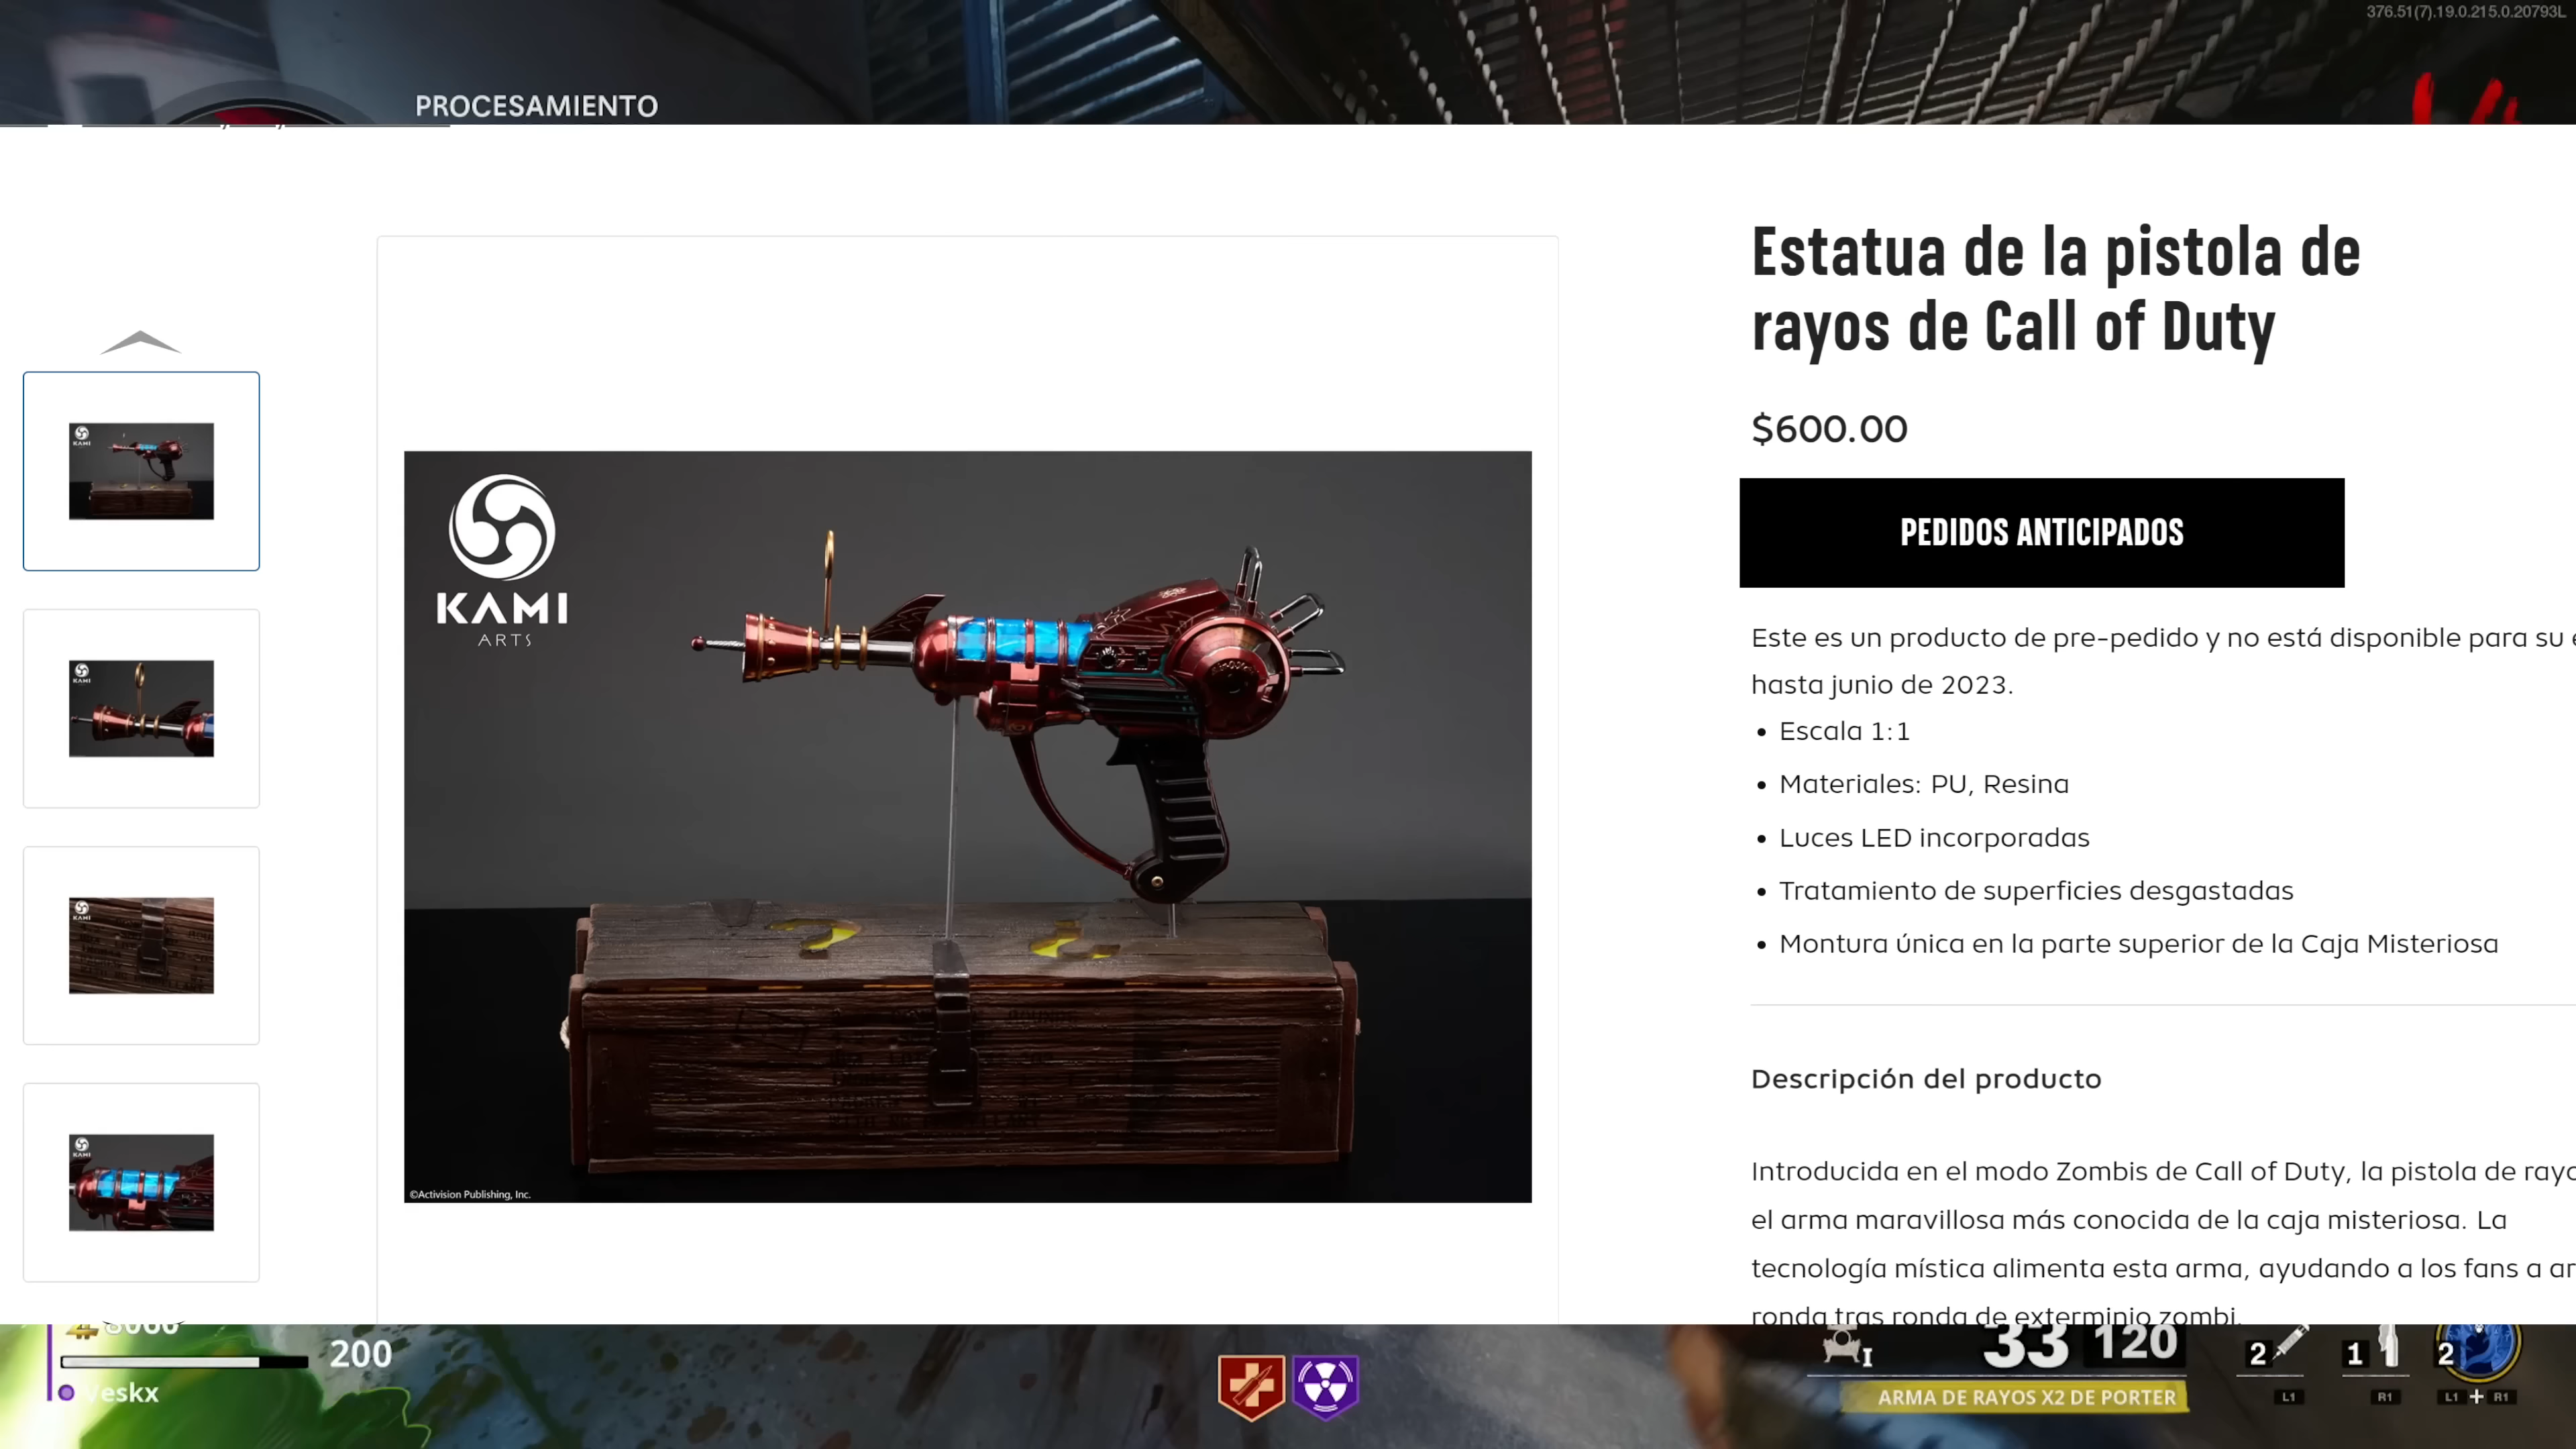 376.51(7).19.0.215.0.20793L
PROCESAMIENTO
Estatua de la pistola de
rayos de Call of Duty
$600.00
PEDIDOS ANTICIPADOS
Este es un producto de pre-pedido y no está disponible para su
hasta junio de 2023.
• Escala 1:1
• Materiales: PU, Resina
• Luces LED incorporadas
• Tratamiento de superficies desgastadas
• Montura única en la parte superior de la Caja Misteriosa
Descripción del producto
Introducida en el modo Zombis de Call of Duty, la pistola de rayo
el arma maravillosa más conocida de la caja misteriosa. La
tecnología mística alimenta esta arma, ayudando a los fans a
ronda tras ronda de exterminio zombi.
KAMI
ARTS
©Activision Publishing, Inc.
KAMI
KAMI
KAMI
KAMI
200
eskx
I
33 120
ARMA DE RAYOS X2 DE PORTER
2
L1
1
R1
2
L1 + R1